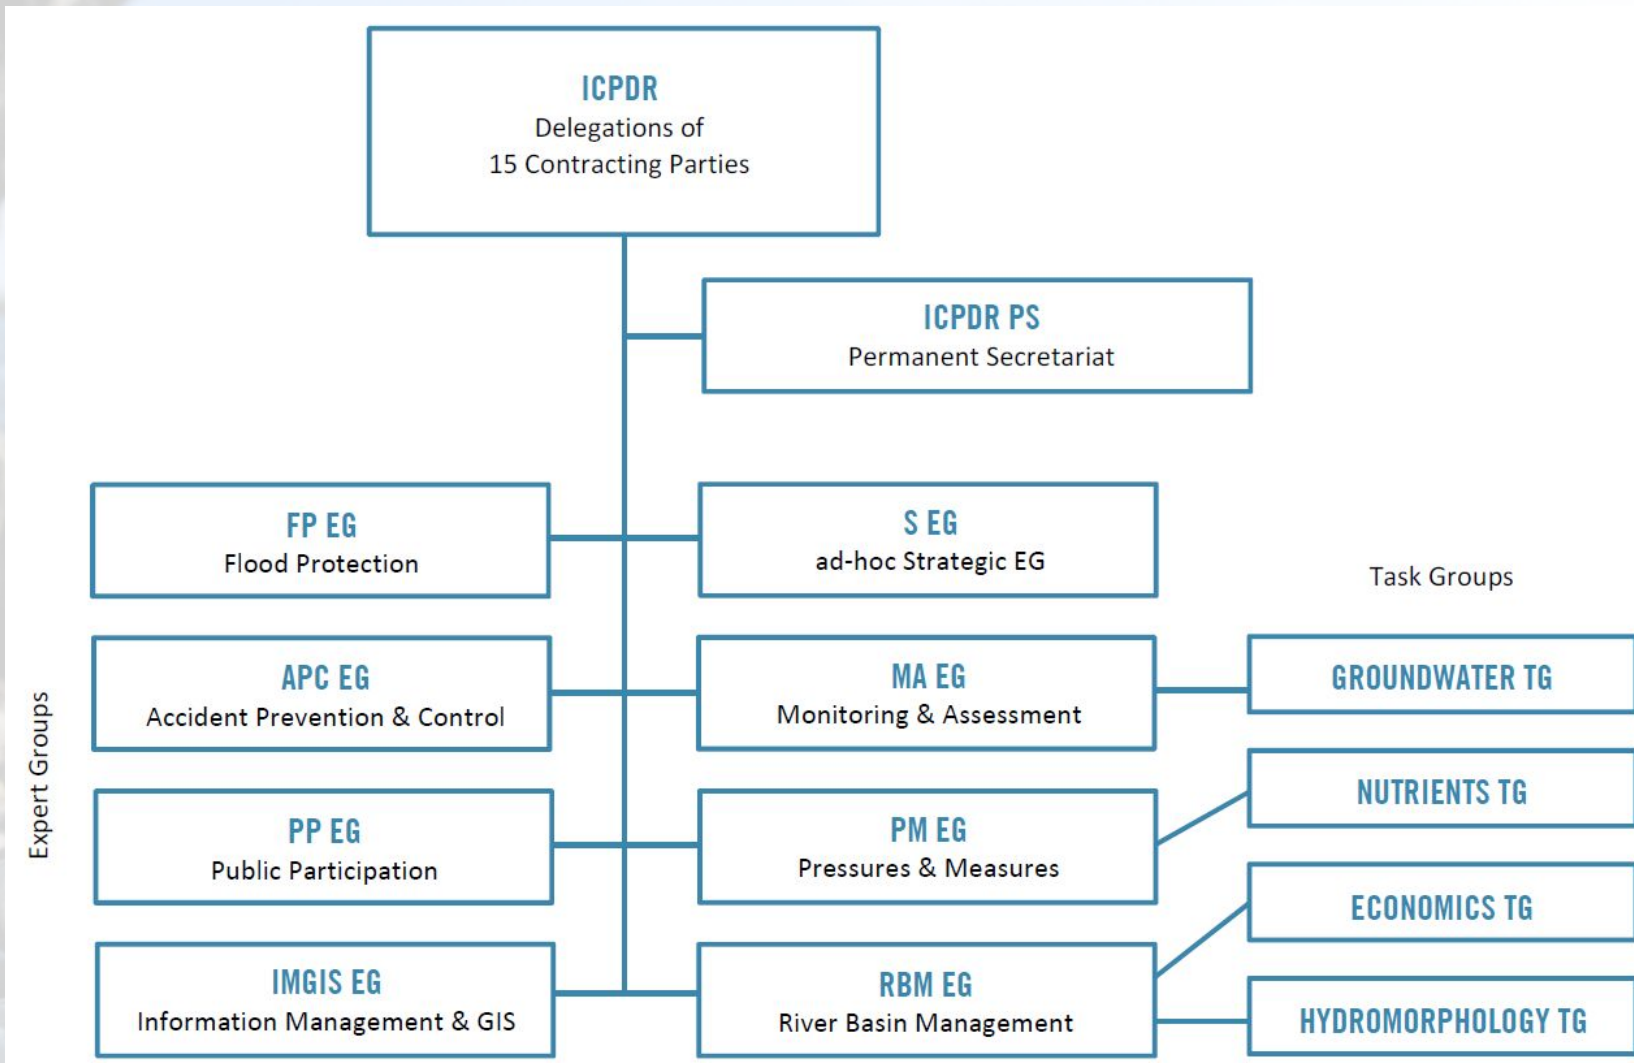 ICPDR
Delegations of
15 Contracting Parties
ICPDR PS
Permanent Secretariat
FP EG
Flood Protection
S EG
ad-hoc Strategic EG
Task Groups
Expert Groups
APC EG
Accident Prevention & Control
MA EG
Monitoring & Assessment
GROUNDWATER TG
PP EG
Public Participation
PM EG
Pressures & Measures
NUTRIENTS TG
ECONOMICS TG
IMGIS EG
Information Management & GIS
RBM EG
River Basin Management
HYDROMORPHOLOGY TG